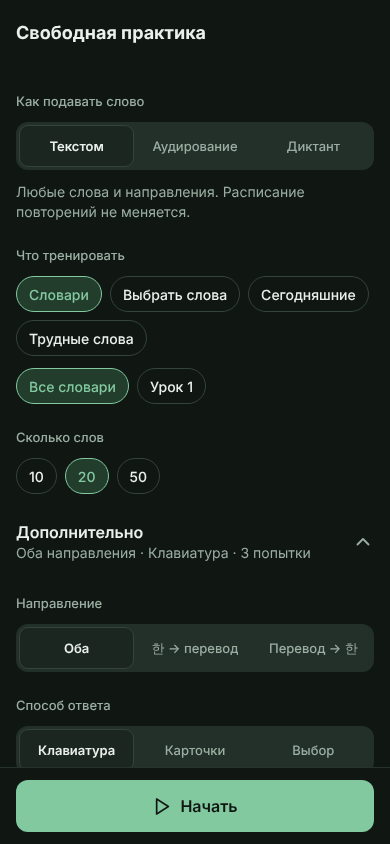 Свободная практика
Как подавать слово
Текстом Аудирование Диктант
Любые слова и направления. Расписание
повторений не меняется.
Что тренировать
Словари Выбрать слова Сегодняшние
Трудные слова
Все словари Урок 1
Сколько слов
10 20 50
Дополнительно
Оба направления · Клавиатура · 3 попытки
Направление
Оба 한 → перевод Перевод → 한
Способ ответа
Клавиатура Карточки Выбор
Начать